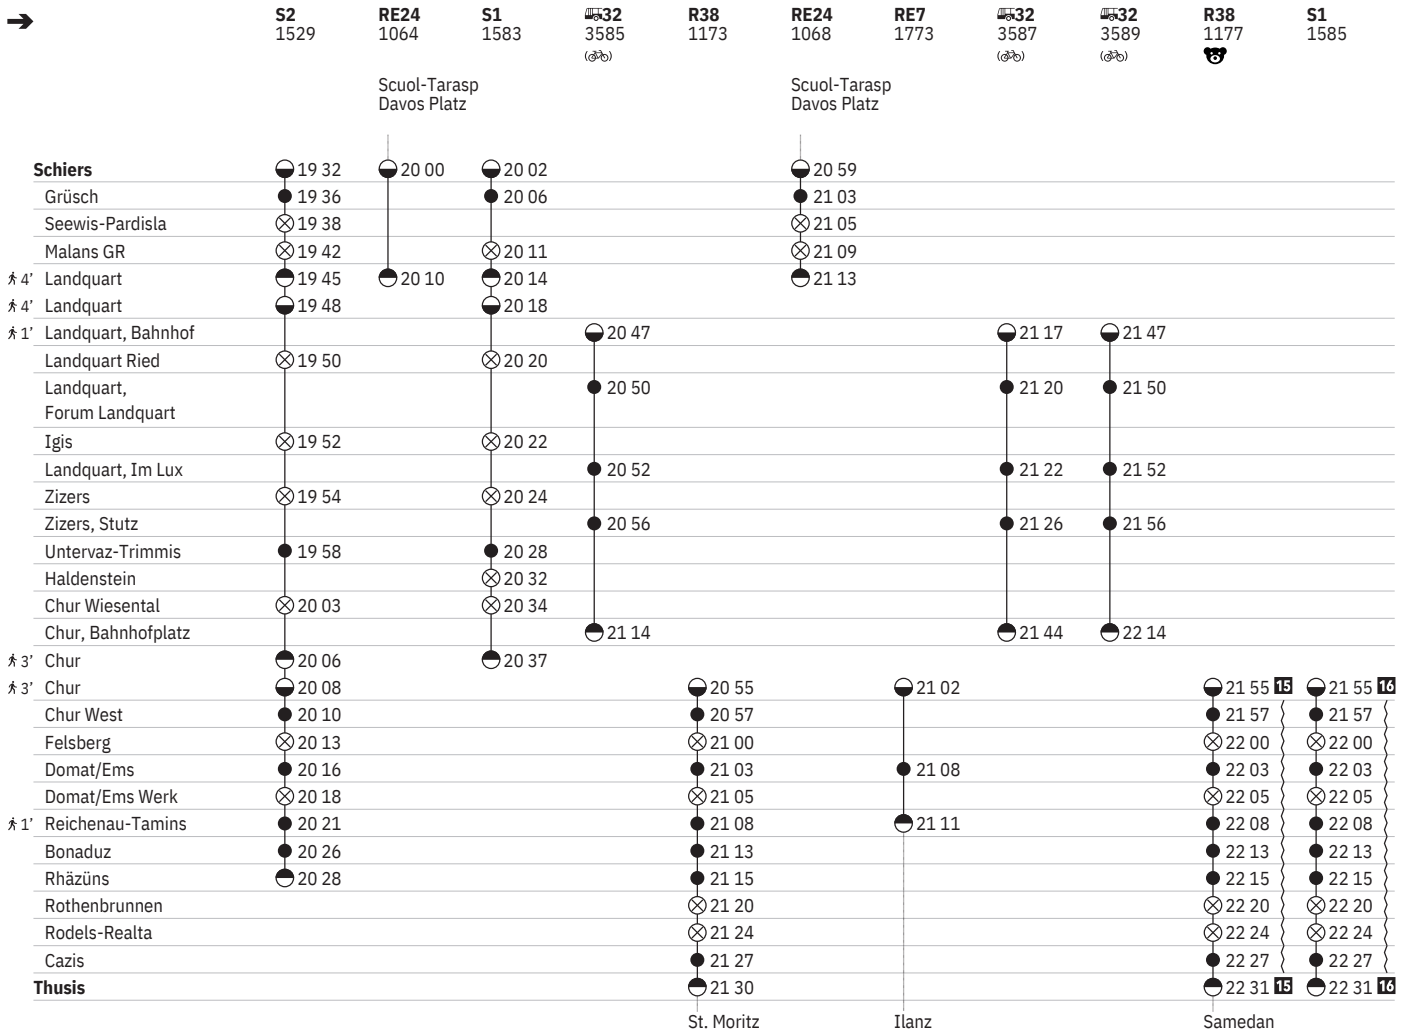 ➔ S2 RE24 S1 32 R38 RE24 RE7 32 32 R38 S1
1529 1064 1583 3585 1173 1068 1773 3587 3589 1177 1585
Scuol-Tarasp Scuol-Tarasp
Davos Platz Davos Platz
Schiers 19 32 20 00 20 02 20 59
Grüsch 19 36 20 06 21 03
Seewis-Pardisla 19 38 21 05
Malans GR 19 42 20 11 21 09
4’ Landquart 19 45 20 10 20 14 21 13
4’ Landquart 19 48 20 18
1’ Landquart, Bahnhof 20 47 21 17 21 47
Landquart Ried 19 50 20 20
Landquart, 20 50 21 20 21 50
Forum Landquart
Igis 19 52 20 22
Landquart, Im Lux 20 52 21 22 21 52
Zizers 19 54 20 24
Zizers, Stutz 20 56 21 26 21 56
Untervaz-Trimmis 19 58 20 28
Haldenstein 20 32
Chur Wiesental 20 03 20 34
Chur, Bahnhofplatz 21 14 21 44 22 14
3’ Chur 20 06 20 37
3’ Chur 20 08 20 55 21 02 21 55 15 21 55 16
Chur West 20 10 20 57 21 57 21 57
Felsberg 20 13 21 00 22 00 22 00
Domat/Ems 20 16 21 03 21 08 22 03 22 03
Domat/Ems Werk 20 18 21 05 22 05 22 05
1’ Reichenau-Tamins 20 21 21 08 21 11 22 08 22 08
Bonaduz 20 26 21 13 22 13 22 13
Rhäzüns 20 28 21 15 22 15 22 15
Rothenbrunnen 21 20 22 20 22 20
Rodels-Realta 21 24 22 24 22 24
Cazis 21 27 22 27 22 27
Thusis 21 30 22 31 15 22 31 16
St. Moritz Ilanz Samedan